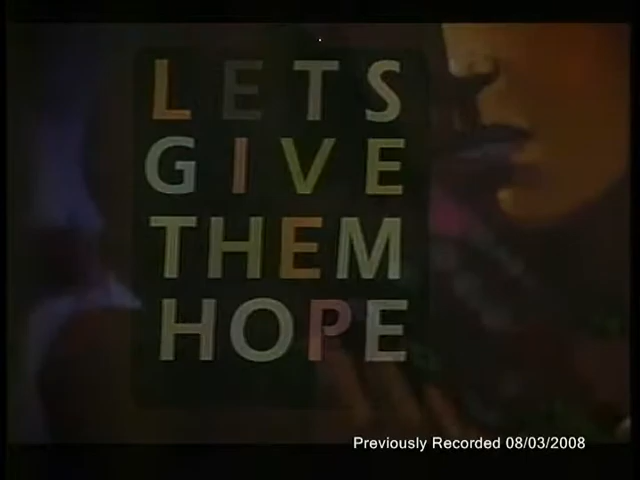 LETS
GIVE
THEM
HOPE
Previously Recorded 08/03/2008